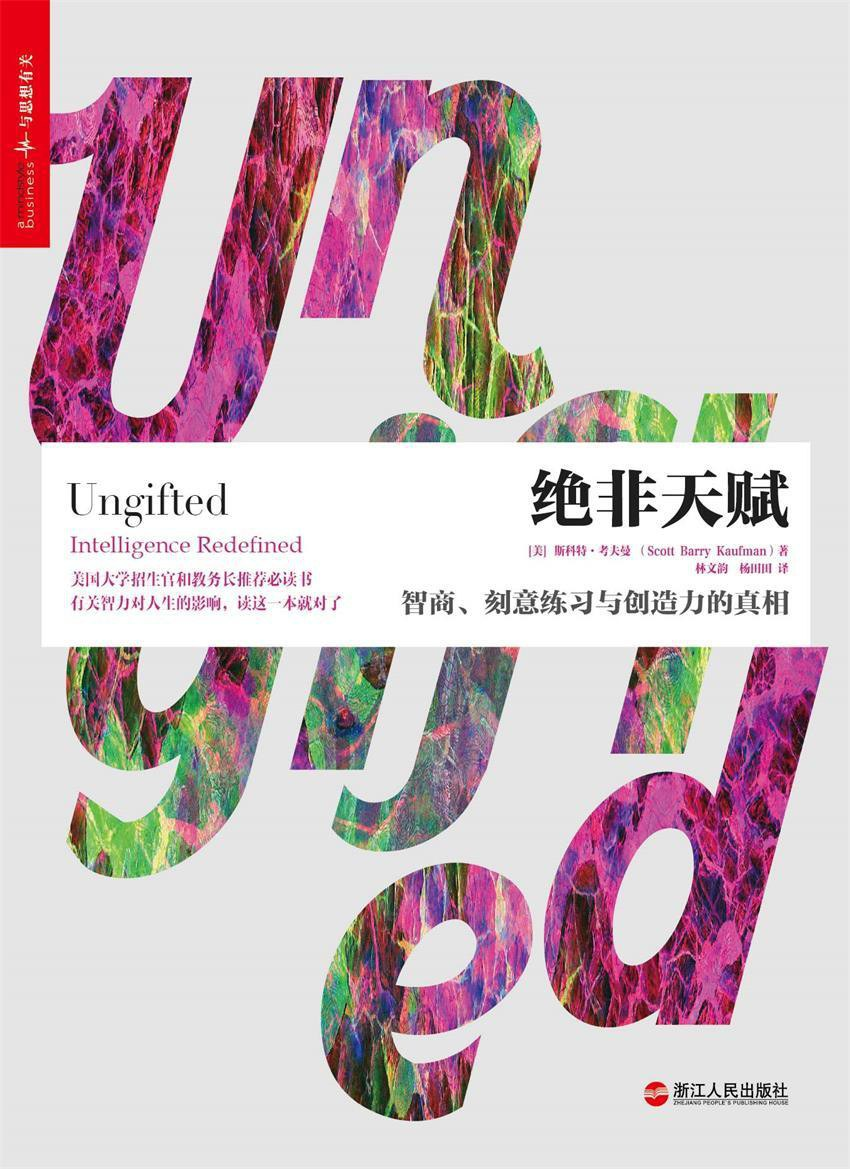 a mindstyle business 与思想有关
Un
gifted
Ungifted
Intelligence Redefined
美国大学招生官和教务长推荐必读书
有关智力对人生的影响，读这一本就对了
绝非天赋
[美] 斯科特·考夫曼 （Scott Barry Kaufman）著
林文韵 杨田田 译
智商、刻意练习与创造力的真相
浙江人民出版社
ZHEJIANG PEOPLE'S PUBLISHING HOUSE